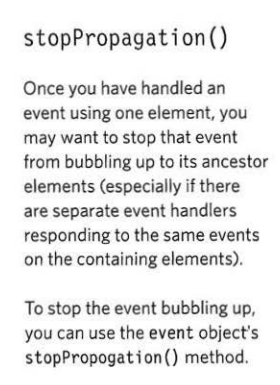 stopPropagation()
Once you have handled an
event using one element, you
may want to stop that event
from bubbling up to its ancestor
elements (especially if there
are separate event handlers
responding to the same events
on the containing elements).
To stop the event bubbling up,
you can use the event object's
stopPropogation() method.